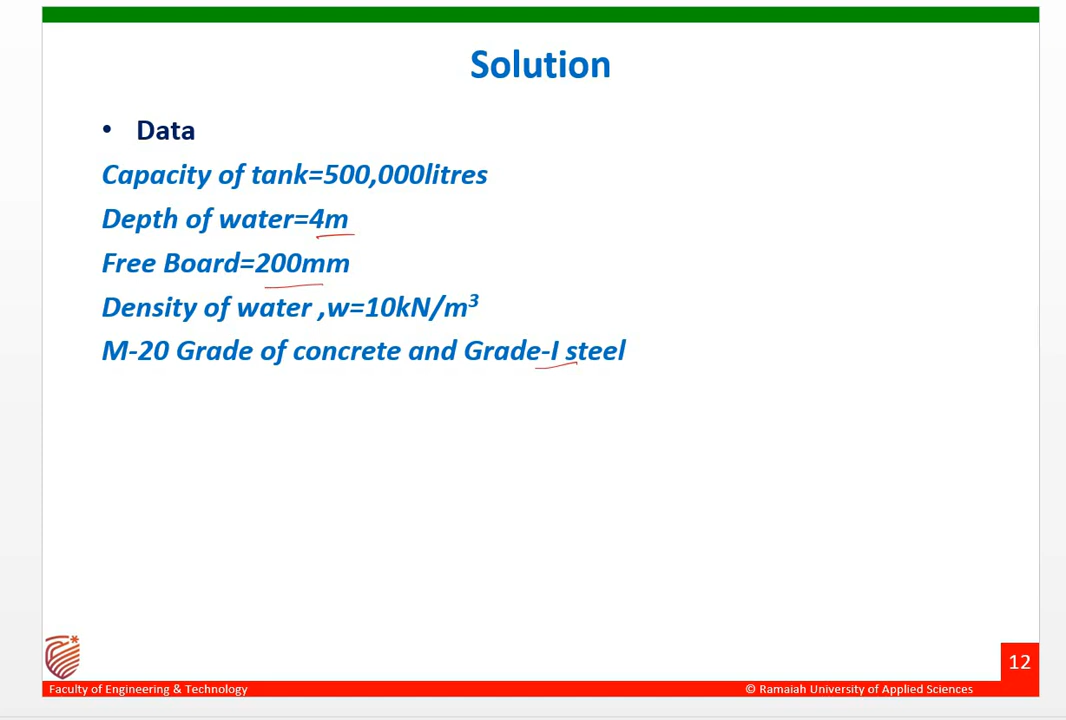 Solution
• Data
Capacity of tank=500,000litres
Depth of water=4m
Free Board=200mm
Density of water ,w=10kN/m³
M-20 Grade of concrete and Grade-I steel
12
Faculty of Engineering & Technology
© Ramaiah University of Applied Sciences